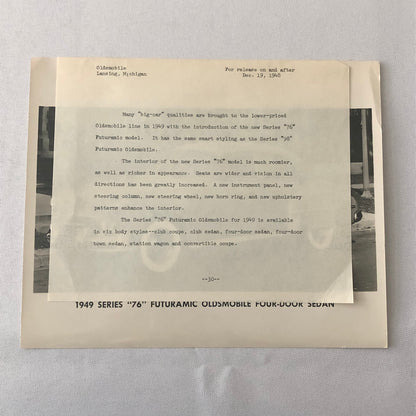 Oldsmobile For release on and after
Lansing, Michigan Dec. 19, 1948
Many "big-car" qualities are brought to the lower-priced
Oldsmobile line in 1949 with the introduction of the new Series "76"
Futuramic model. It has the same smart styling as the Series "98"
Futuramic Oldsmobile.
The interior of the new Series "76" model is much roomier,
as well as richer in appearance. Seats are wider and vision in all
directions has been greatly increased. A new instrument panel, new
steering column, new steering wheel, new horn ring, and new upholstery
patterns enhance the interior.
The Series "76" Futuramic Oldsmobile for 1949 is available
in six body styles--club coupe, club sedan, four-door sedan, four-door
town sedan, station wagon and convertible coupe.
--30--
1949 SERIES "76" FUTURAMIC OLDSMOBILE FOUR-DOOR SEDAN